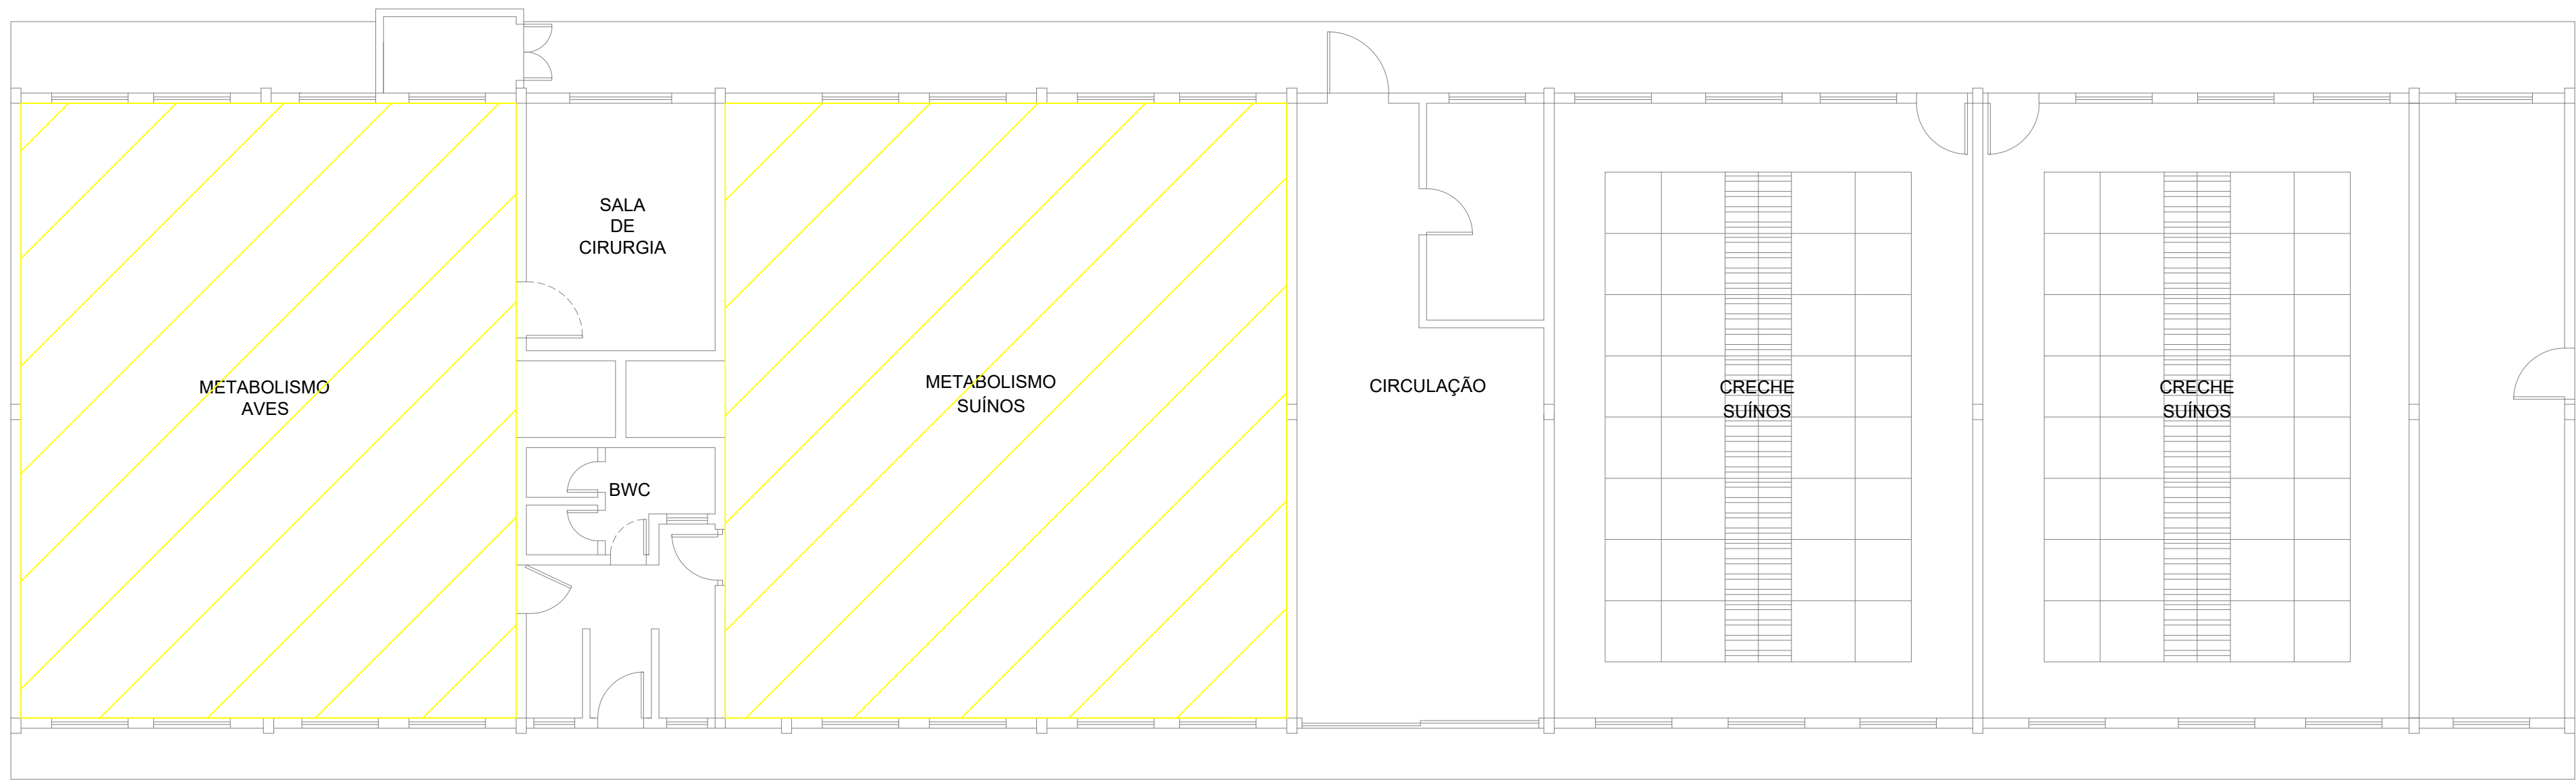 METABOLISMO
AVES
SALA
DE
CIRURGIA
BWC
METABOLISMO
SUÍNOS
CIRCULAÇÃO
CRECHE
SUÍNOS
CRECHE
SUÍNOS